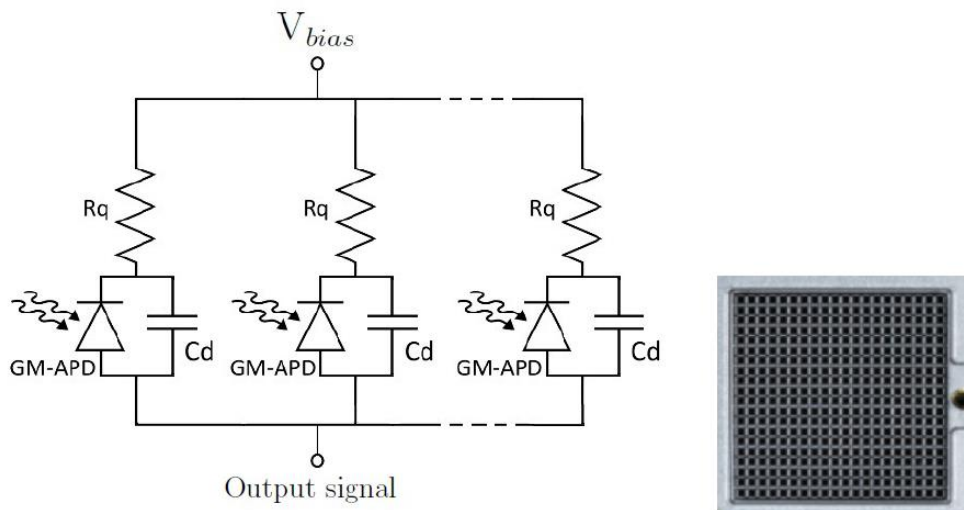 V_bias
Rq
Rq
Rq
GM-APD
Cd
GM-APD
Cd
GM-APD
Cd
Output signal